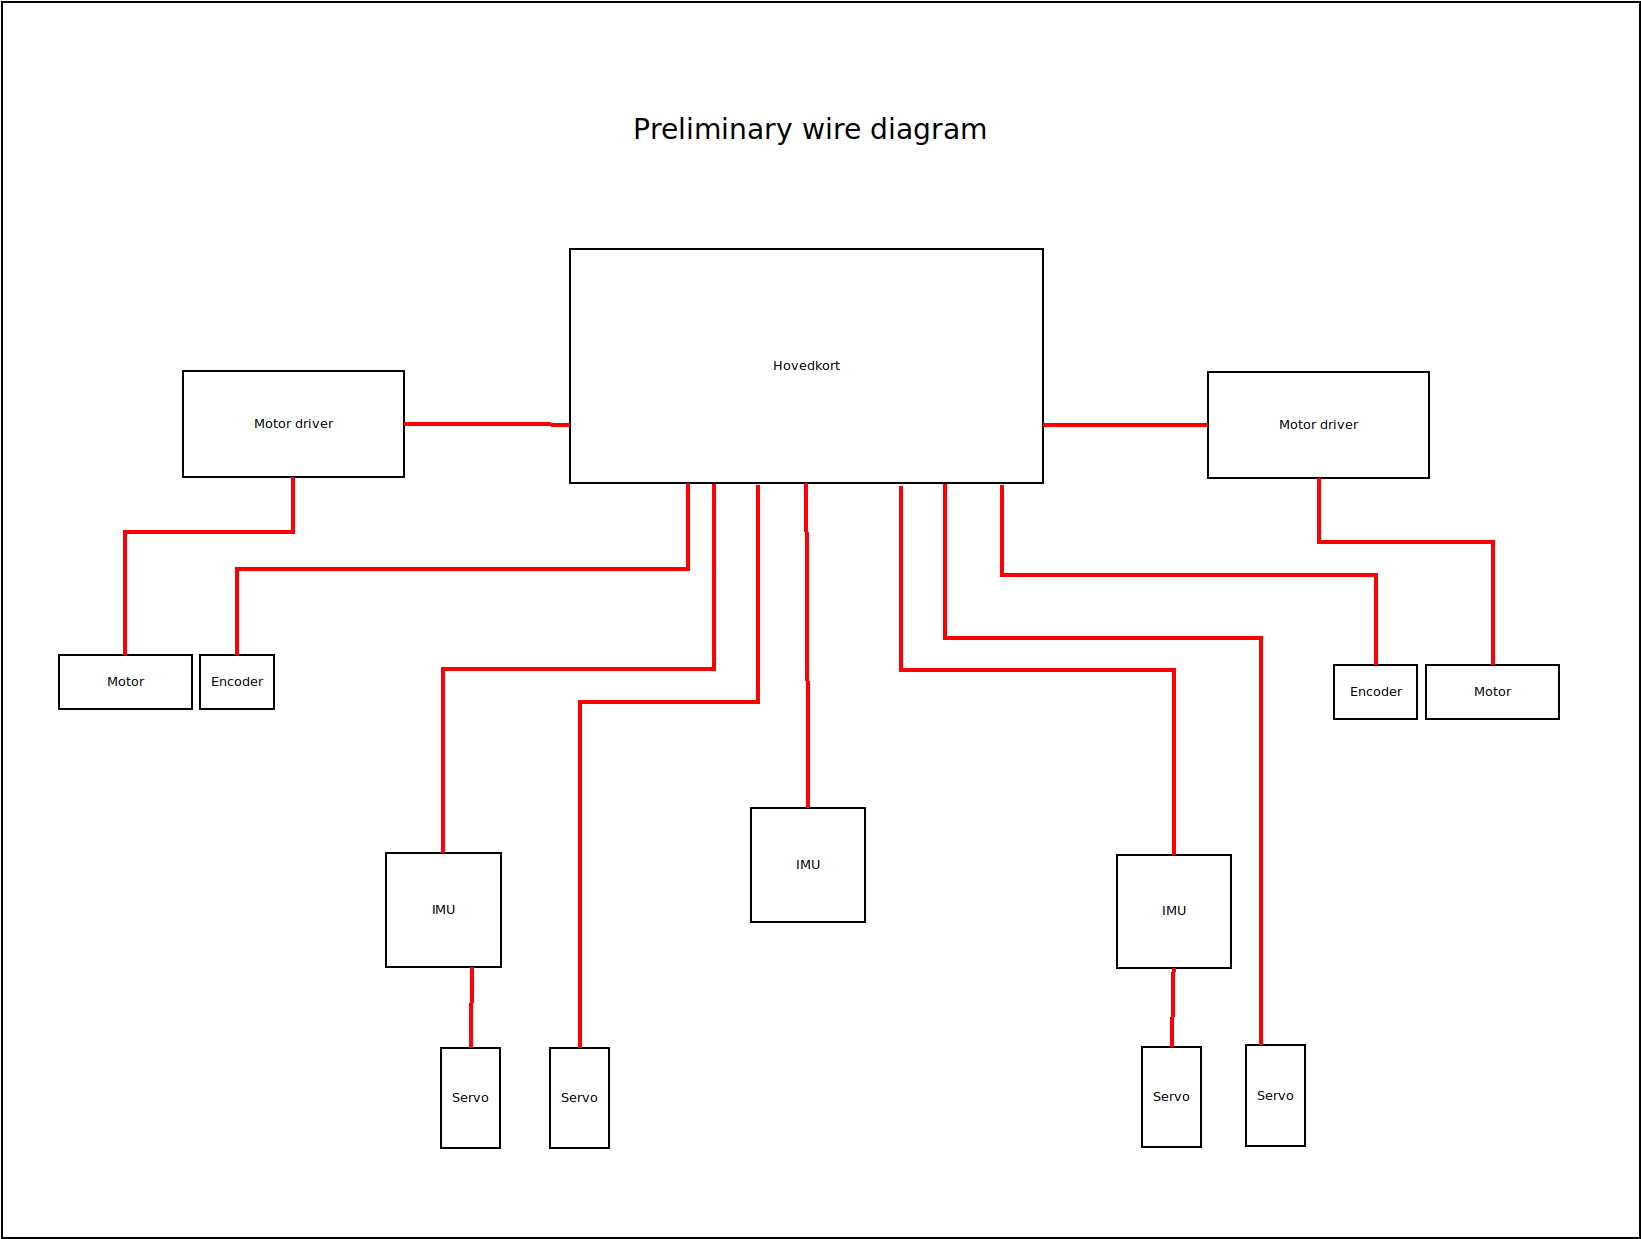 Preliminary wire diagram
Hovedkort
Motor driver
Motor driver
Motor
Encoder
Encoder
Motor
IMU
IMU
IMU
Servo
Servo
Servo
Servo